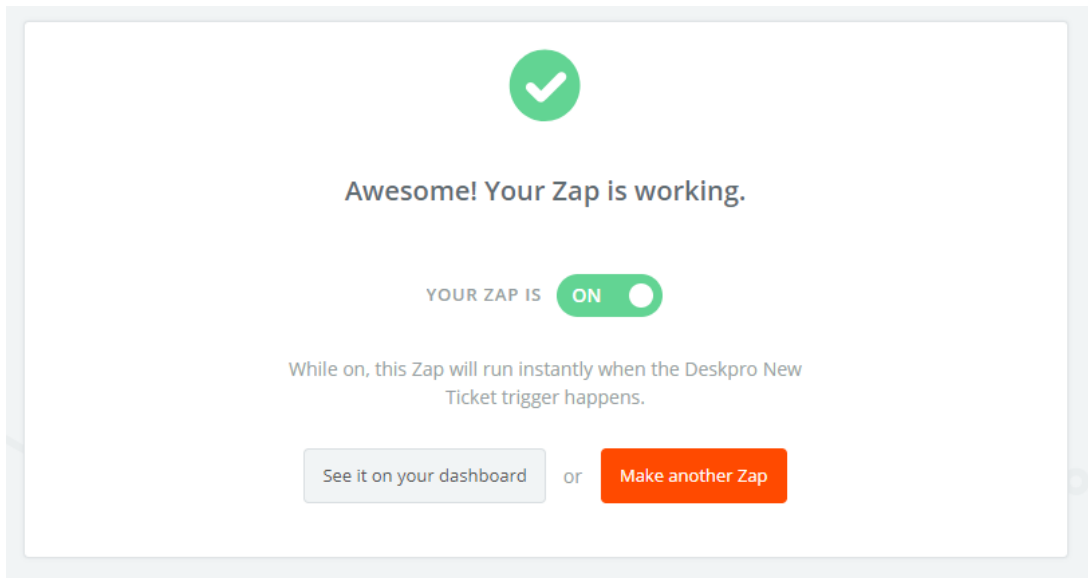 Awesome! Your Zap is working.
YOUR ZAP IS ON
While on, this Zap will run instantly when the Deskpro New
Ticket trigger happens.
See it on your dashboard or Make another Zap